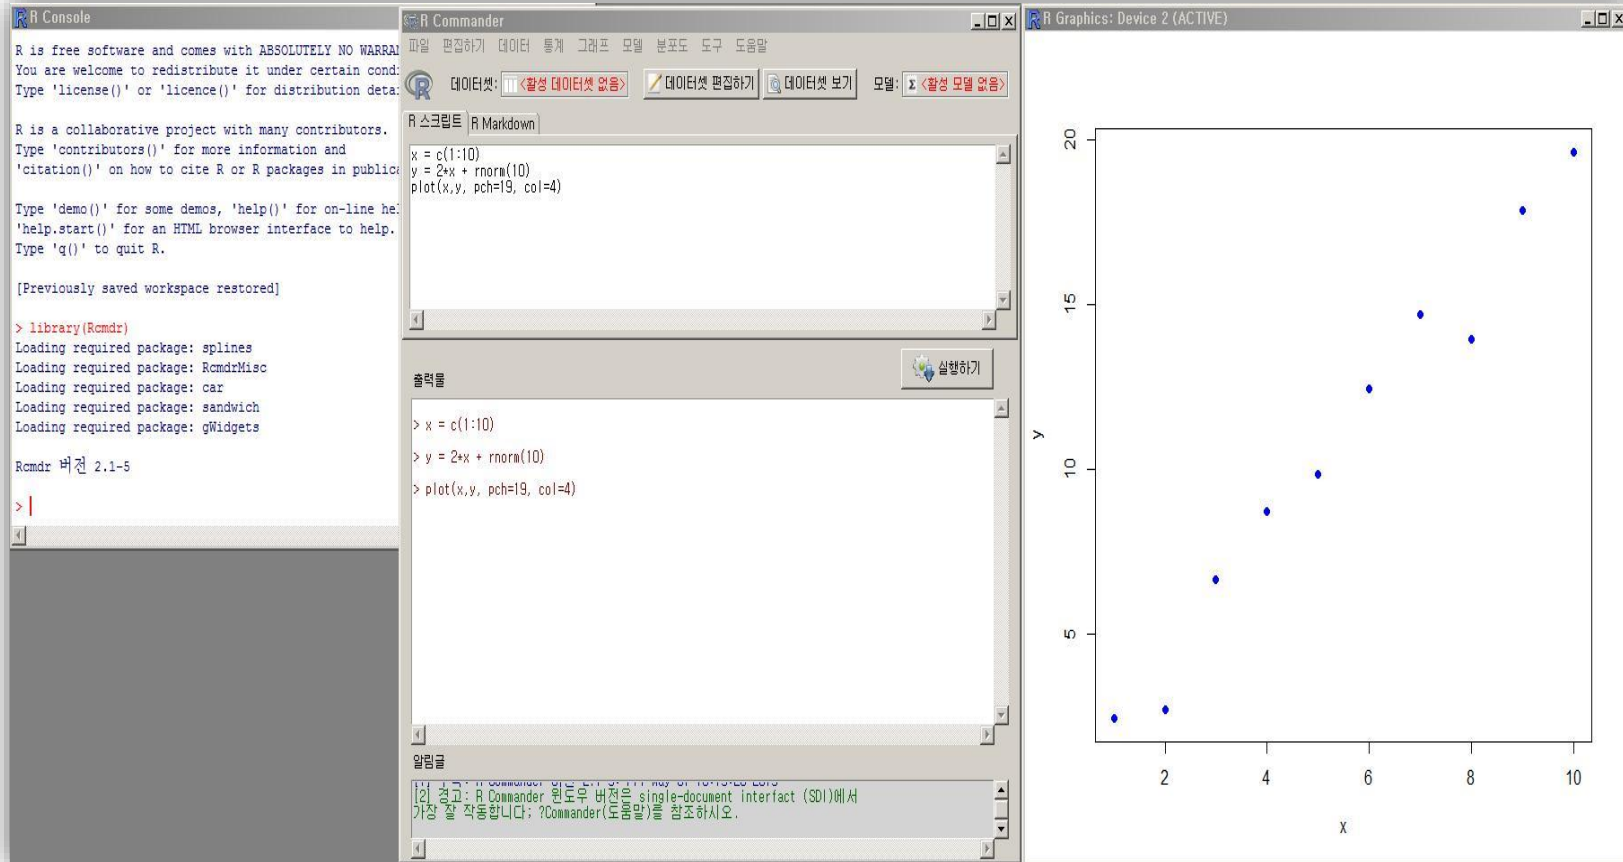 R Console
R is free software and comes with ABSOLUTELY NO WARRAN
You are welcome to redistribute it under certain cond
Type 'license()' or 'licence()' for distribution deta
R is a collaborative project with many contributors.
Type 'contributors()' for more information and
'citation()' on how to cite R or R packages in publica
Type 'demo()' for some demos, 'help()' for on-line hel
'help.start()' for an HTML browser interface to help.
Type 'q()' to quit R.
[Previously saved workspace restored]
> library(Rcmdr)
Loading required package: splines
Loading required package: RcmdrMisc
Loading required package: car
Loading required package: sandwich
Loading required package: gWidgets
Rcmdr 버전 2.1-5
>
R Commander
파일 편집하기 데이터 통계 그래프 모델 분포도 도구 도움말
데이터셋: <활성 데이터셋 없음> 데이터셋 편집하기 데이터셋 보기 모델: Σ <활성 모델 없음>
R 스크립트 R Markdown
x = c(1:10)
y = 2*x + rnorm(10)
plot(x,y, pch=19, col=4)
실행하기
출력물
> x = c(1:10)
> y = 2*x + rnorm(10)
> plot(x,y, pch=19, col=4)
알림글
[2] 경고: R Commander 윈도우 버전은 single-document interfact (SDI)에서
가장 잘 작동합니다; ?Commander(도움말)를 참조하시오.
R Graphics: Device 2 (ACTIVE)
20
15
10
5
y
2 4 6 8 10
x